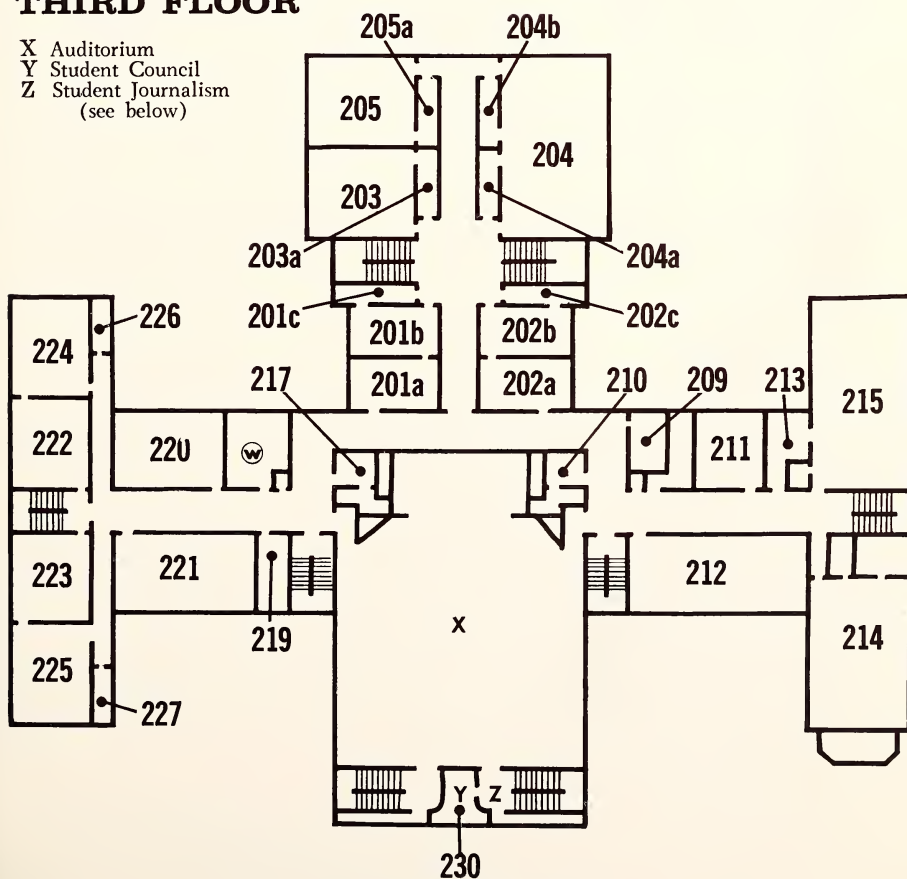 THIRD FLOOR
X Auditorium
Y Student Council
Z Student Journalism
(see below)
205a
204b
205
204
203
203a
204a
201c
202c
201b
202b
201a
202a
226
224
217
210
209
213
215
222
220
W
211
223
221
219
212
X
214
225
227
Y
Z
230